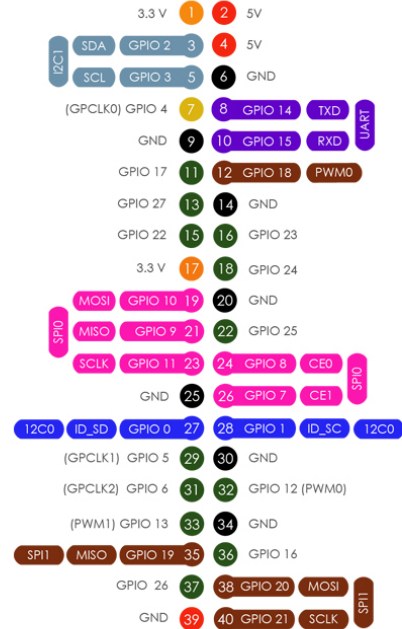 3.3 V 1 2 5V
I2C1 SDA GPIO 2 3 4 5V
SCL GPIO 3 5 6 GND
(GPCLK0) GPIO 4 7 8 GPIO 14 TXD UART
GND 9 10 GPIO 15 RXD
GPIO 17 11 12 GPIO 18 PWM0
GPIO 27 13 14 GND
GPIO 22 15 16 GPIO 23
3.3 V 17 18 GPIO 24
SPI0 MOSI GPIO 10 19 20 GND
MISO GPIO 9 21 22 GPIO 25
SCLK GPIO 11 23 24 GPIO 8 CE0 SPI0
GND 25 26 GPIO 7 CE1
12C0 ID_SD GPIO 0 27 28 GPIO 1 ID_SC 12C0
(GPCLK1) GPIO 5 29 30 GND
(GPCLK2) GPIO 6 31 32 GPIO 12 (PWM0)
(PWM1) GPIO 13 33 34 GND
SPI1 MISO GPIO 19 35 36 GPIO 16
GPIO 26 37 38 GPIO 20 MOSI SPI1
GND 39 40 GPIO 21 SCLK